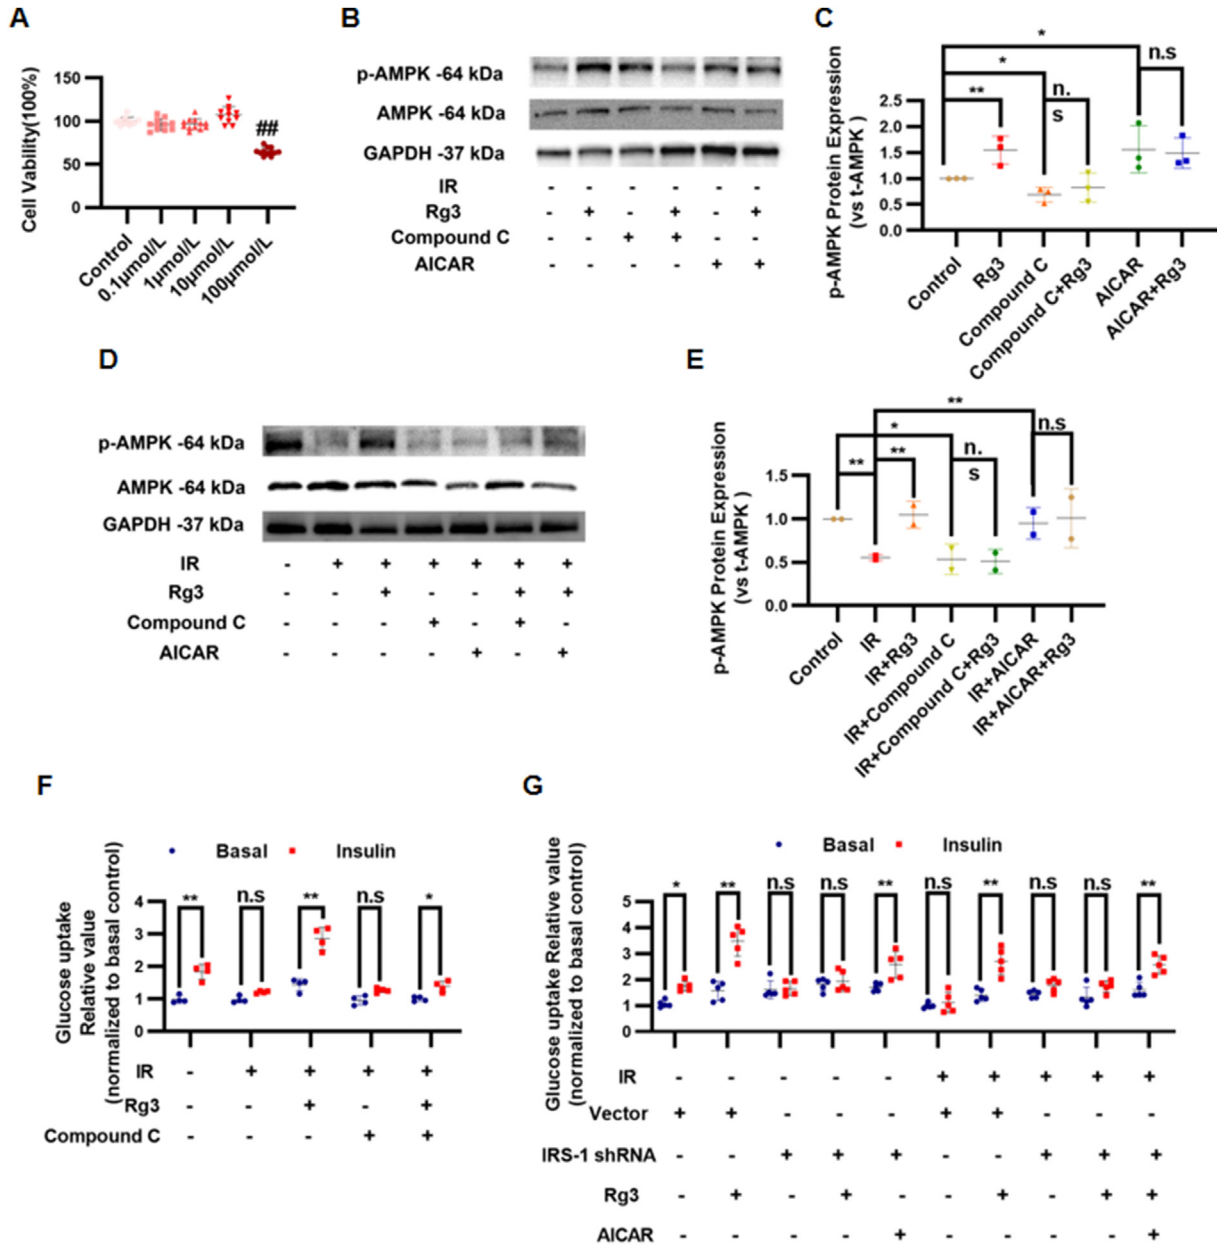 A
Cell Viability(100%)
150
100
50
0
##
Control
0.1μmol/L
1μmol/L
10μmol/L
100μmol/L
B
p-AMPK -64 kDa
AMPK -64 kDa
GAPDH -37 kDa
IR - - - - - -
Rg3 - + - + - +
Compound C - - + + - -
AICAR - - - - + +
C
p-AMPK Protein Expression
(vs t-AMPK )
2.5
2.0
1.5
1.0
0.5
0.0
*
n.s
*
**
n.
s
Control
Rg3
Compound C
Compound C+Rg3
AICAR
AICAR+Rg3
D
p-AMPK -64 kDa
AMPK -64 kDa
GAPDH -37 kDa
IR - + + + + + +
Rg3 - - + - - + +
Compound C - - - + - + -
AICAR - - - - + - +
E
p-AMPK Protein Expression
(vs t-AMPK )
1.5
1.0
0.5
0.0
**
*
n.s
**
**
n.
s
Control
IR
IR+Rg3
IR+Compound C
IR+Compound C+Rg3
IR+AICAR
IR+AICAR+Rg3
F
Basal
Insulin
Glucose uptake
Relative value
(normalized to basal control)
4
3
2
1
0
** n.s ** n.s *
IR - + + + +
Rg3 - - + - +
Compound C - - - + +
G
Basal
Insulin
Glucose uptake Relative value
(normalized to basal control)
5
4
3
2
1
0
* ** n.s n.s ** n.s ** n.s n.s **
IR - - - - - + + + + +
Vector + + - - - + + - - -
IRS-1 shRNA - - + + + - - + + +
Rg3 - + - + - - + - + +
AICAR - - - - + - - - - +